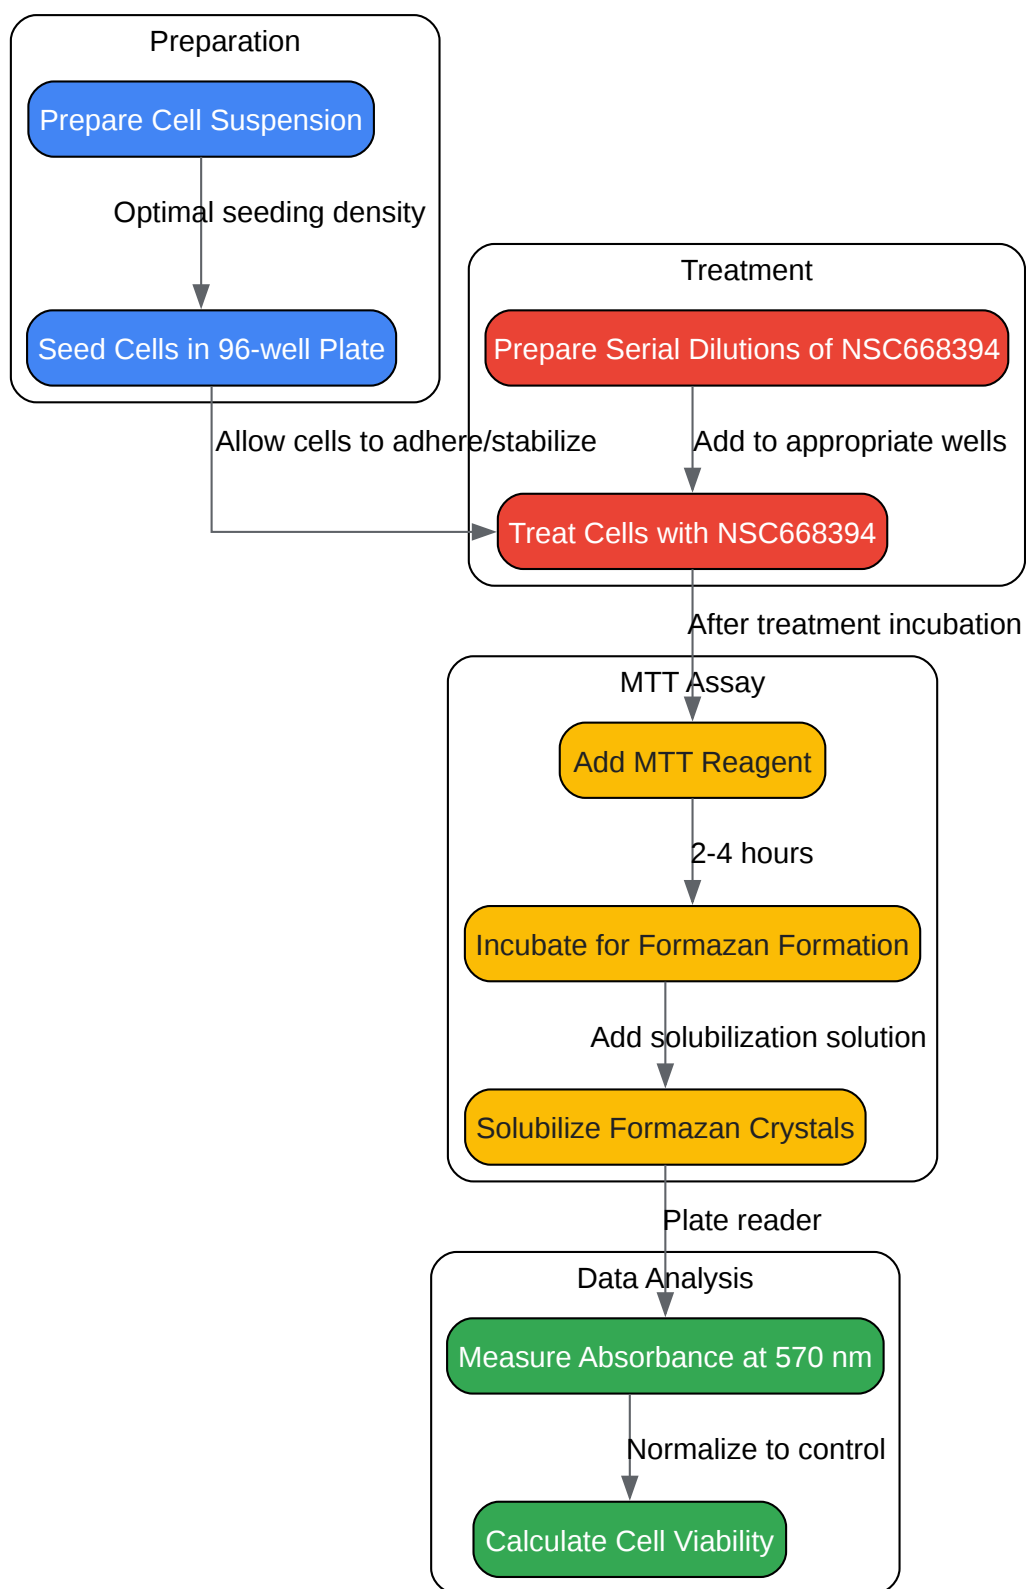 Preparation
Prepare Cell Suspension
Optimal seeding density
Seed Cells in 96-well Plate
Allow cells to adhere/stabilize
Treatment
Prepare Serial Dilutions of NSC668394
Add to appropriate wells
Treat Cells with NSC668394
After treatment incubation
MTT Assay
Add MTT Reagent
2-4 hours
Incubate for Formazan Formation
Add solubilization solution
Solubilize Formazan Crystals
Plate reader
Data Analysis
Measure Absorbance at 570 nm
Normalize to control
Calculate Cell Viability